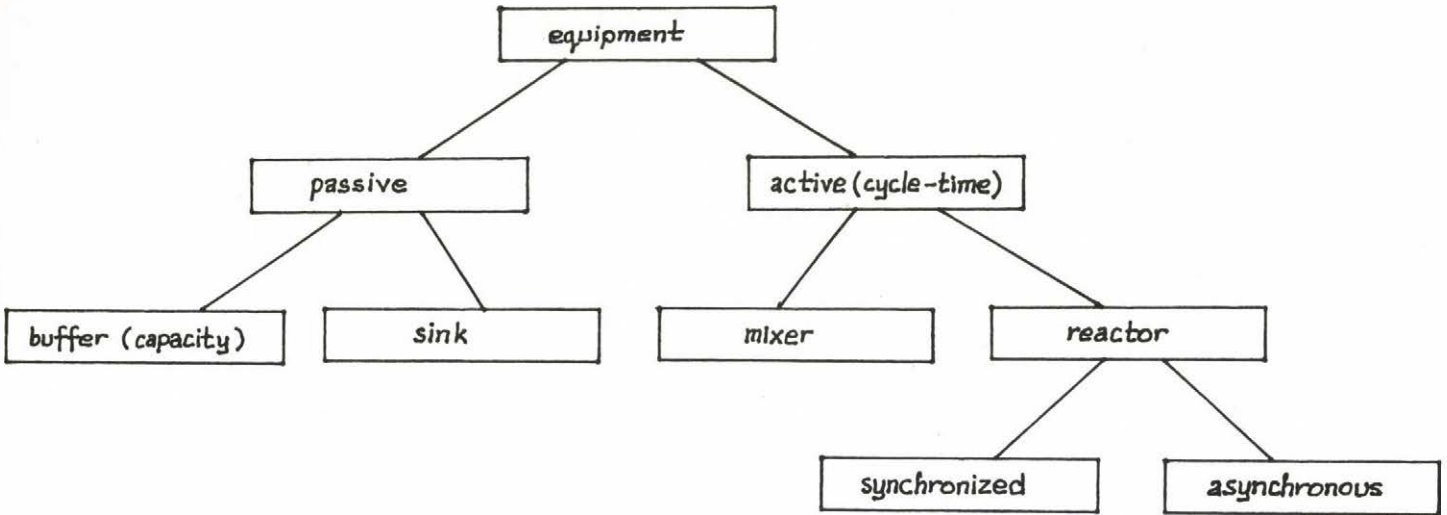 equipment
passive
active (cycle-time)
buffer (capacity)
sink
mixer
reactor
synchronized
asynchronous